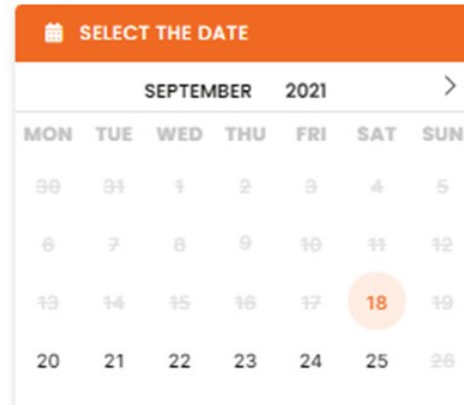 SELECT THE DATE
SEPTEMBER 2021
MON TUE WED THU FRI SAT SUN
30 31 1 2 3 4 5
6 7 8 9 10 11 12
13 14 15 16 17 18 19
20 21 22 23 24 25 26